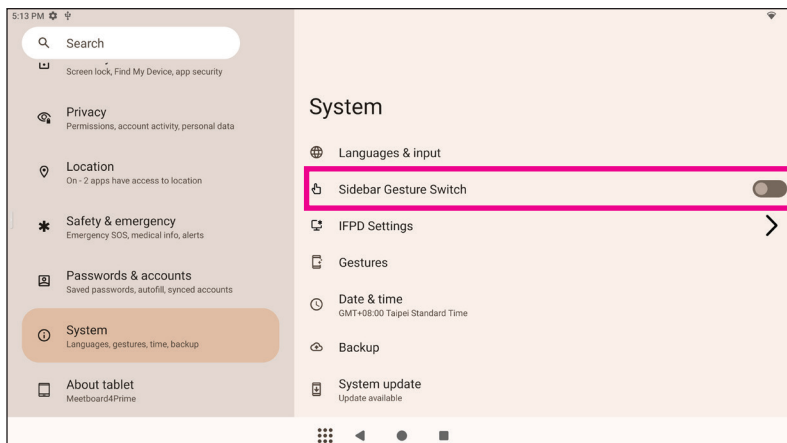 5:13 PM
Search
Screen lock, Find My Device, app security
Privacy
Permissions, account activity, personal data
Location
On - 2 apps have access to location
Safety & emergency
Emergency SOS, medical info, alerts
Passwords & accounts
Saved passwords, autofill, synced accounts
System
Languages, gestures, time, backup
About tablet
Meetboard4Prime
System
Languages & input
Sidebar Gesture Switch
IFPD Settings
Gestures
Date & time
GMT+08:00 Taipei Standard Time
Backup
System update
Update available